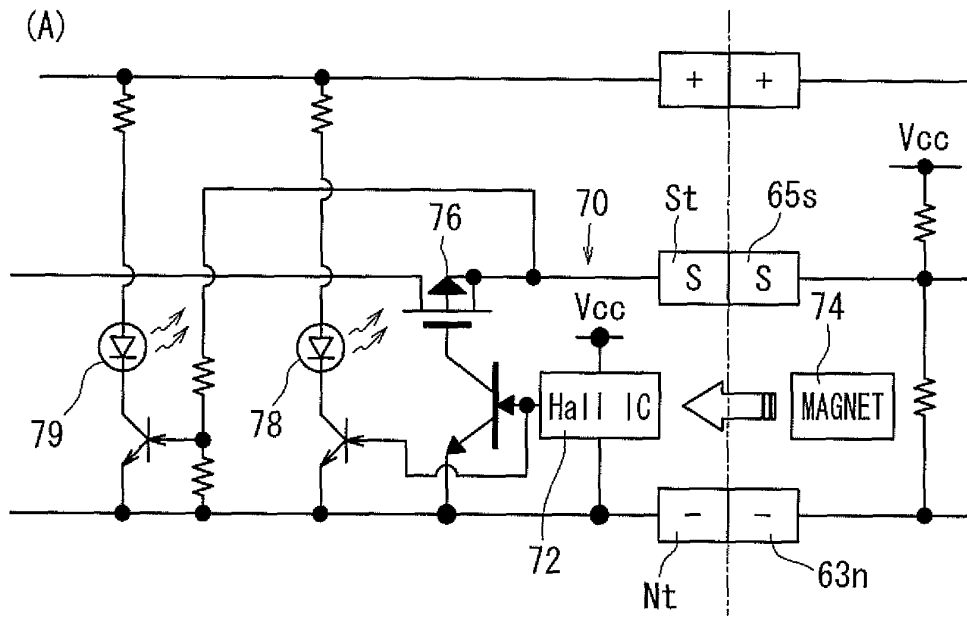 (A)
+ +
Vcc
76
70
St
65s
S S
Vcc
74
Hall IC
MAGNET
79
78
72
- -
Nt
63n